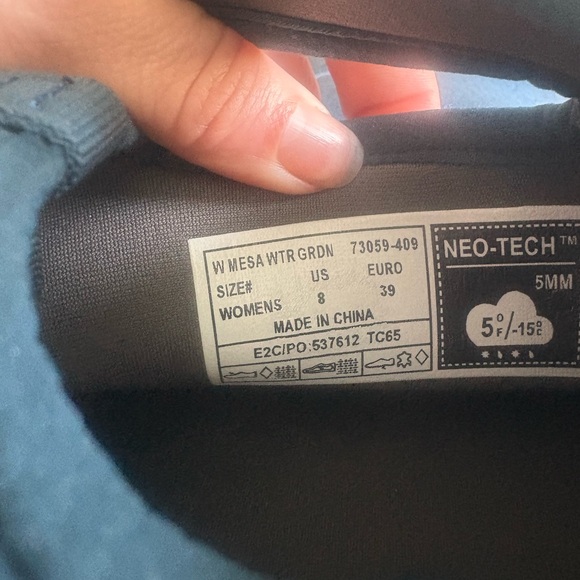 W MESA WTR GRDN 73059-409
SIZE# US EURO
WOMENS 8 39
MADE IN CHINA
E2C/PO:537612 TC65
NEO-TECH™
5MM
5°F/-15°C